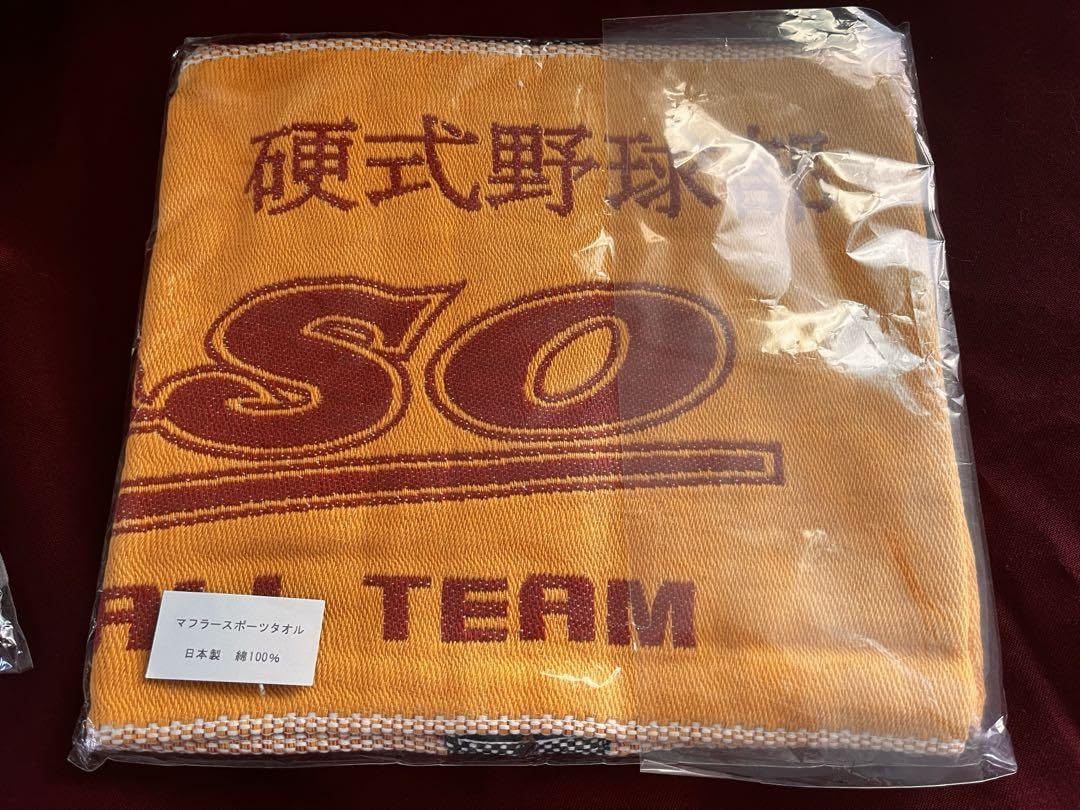 硬式野球部
SO
ALL TEAM
マフラースポーツタオル
日本製 綿100%